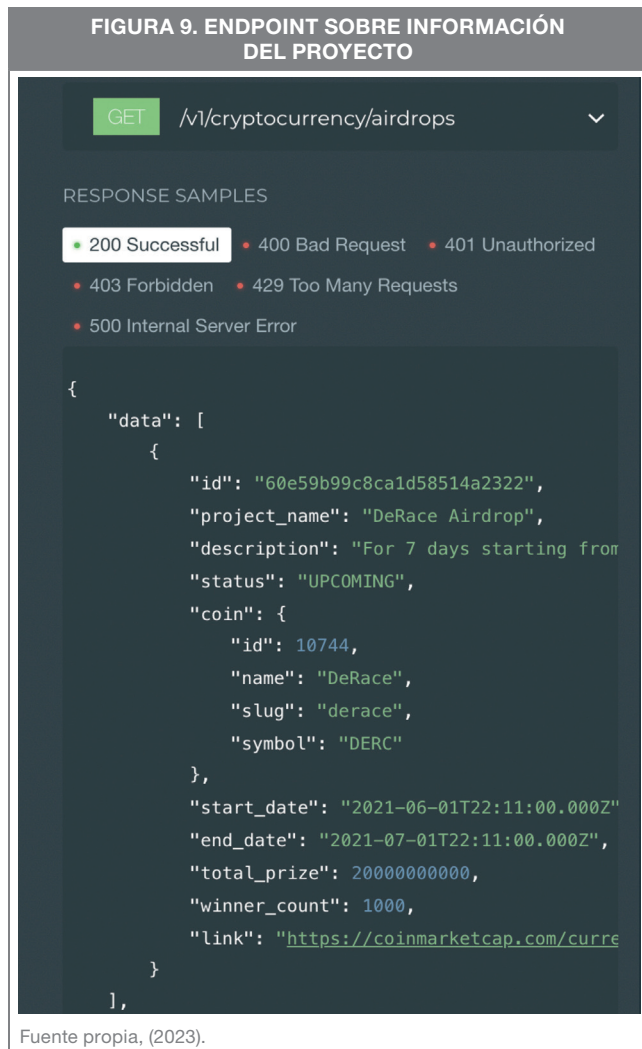 FIGURA 9. ENDPOINT SOBRE INFORMACIÓN
DEL PROYECTO
GET /v1/cryptocurrency/airdrops
RESPONSE SAMPLES
• 200 Successful • 400 Bad Request • 401 Unauthorized
• 403 Forbidden • 429 Too Many Requests
• 500 Internal Server Error
{
"data": [
{
"id": "60e59b99c8ca1d58514a2322",
"project_name": "DeRace Airdrop",
"description": "For 7 days starting from
"status": "UPCOMING",
"coin": {
"id": 10744,
"name": "DeRace",
"slug": "derace",
"symbol": "DERC"
},
"start_date": "2021-06-01T22:11:00.000Z"
"end_date": "2021-07-01T22:11:00.000Z",
"total_prize": 20000000000,
"winner_count": 1000,
"link": "https://coinmarketcap.com/curre
}
],
Fuente propia, (2023).